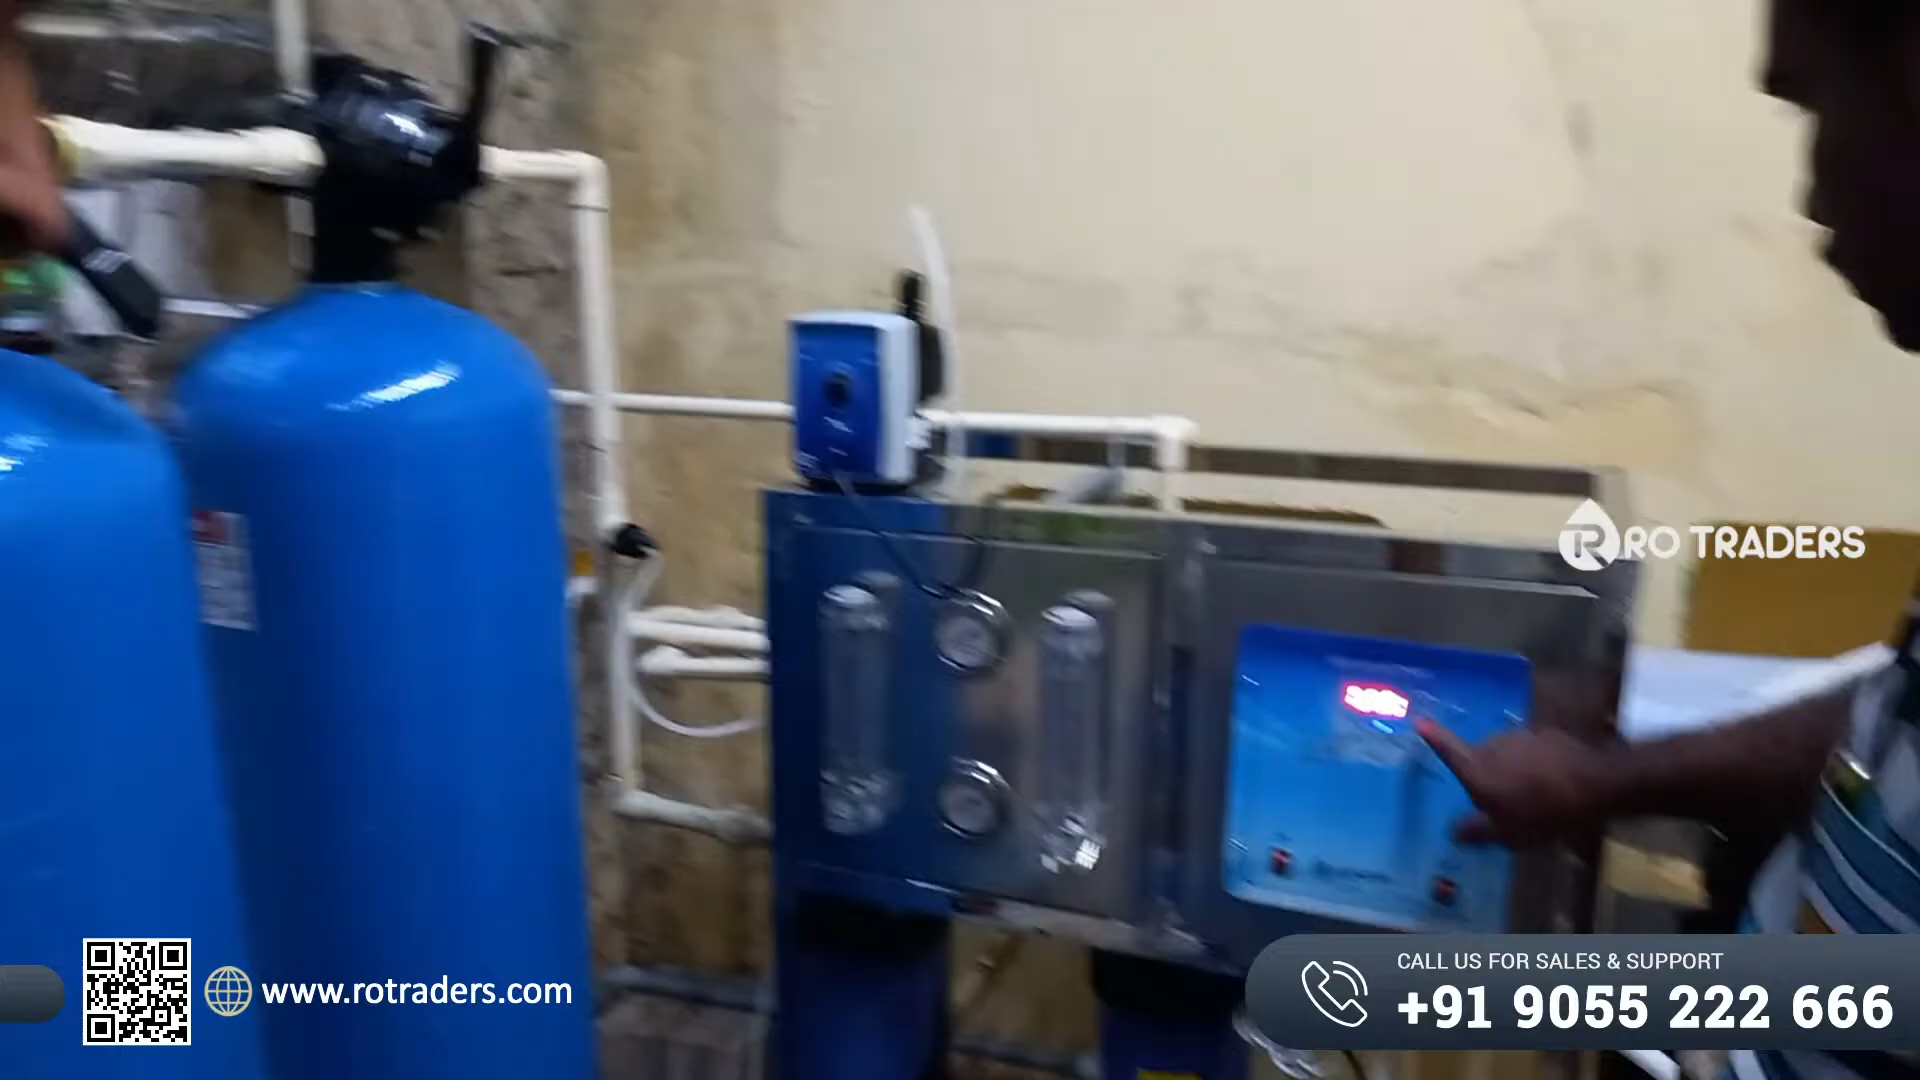 RO TRADERS
www.rotraders.com
CALL US FOR SALES & SUPPORT
+91 9055 222 666